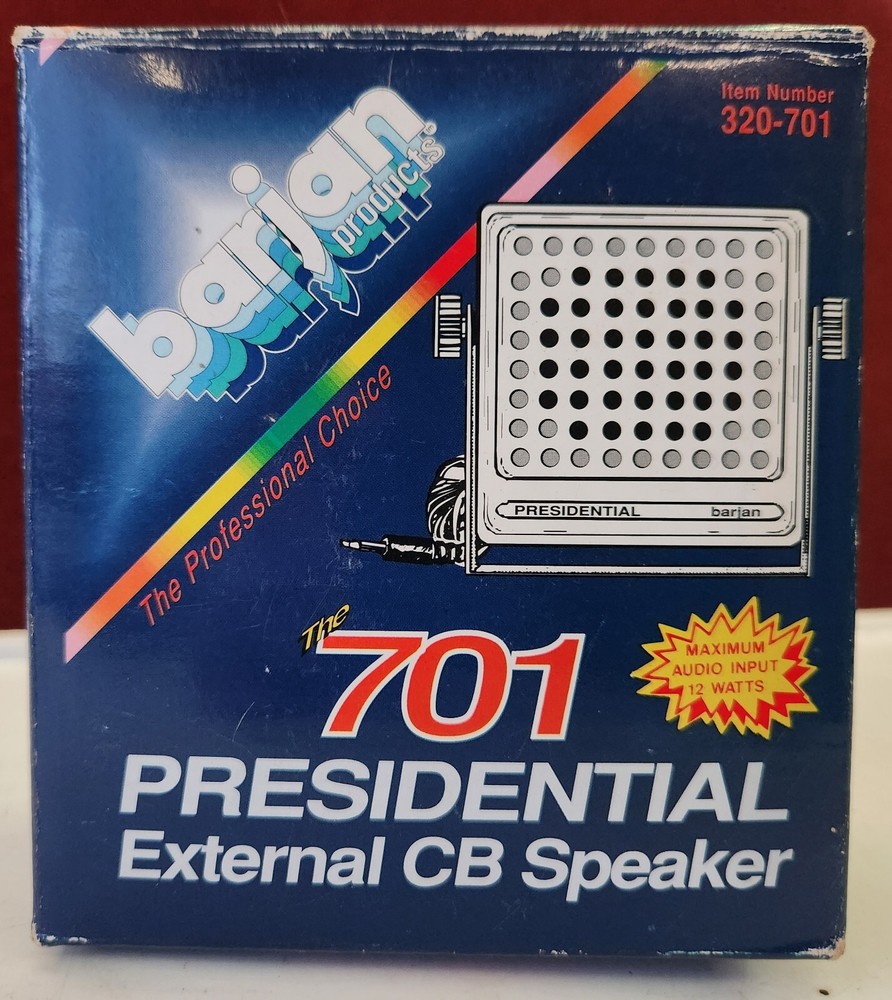 Item Number
320-701
barjan
products
The Professional Choice
PRESIDENTIAL barjan
The
701
MAXIMUM
AUDIO INPUT
12 WATTS
PRESIDENTIAL
External CB Speaker